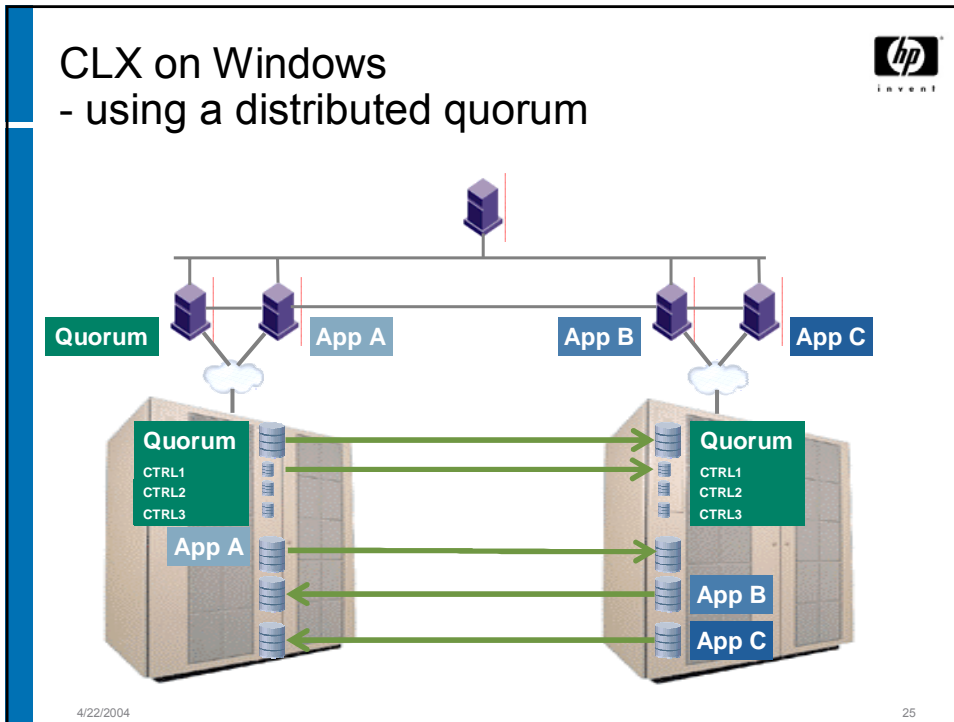 CLX on Windows
- using a distributed quorum
hp
invent
Quorum
App A
App B
App C
Quorum
CTRL1
CTRL2
CTRL3
App A
Quorum
CTRL1
CTRL2
CTRL3
App B
App C
4/22/2004
25